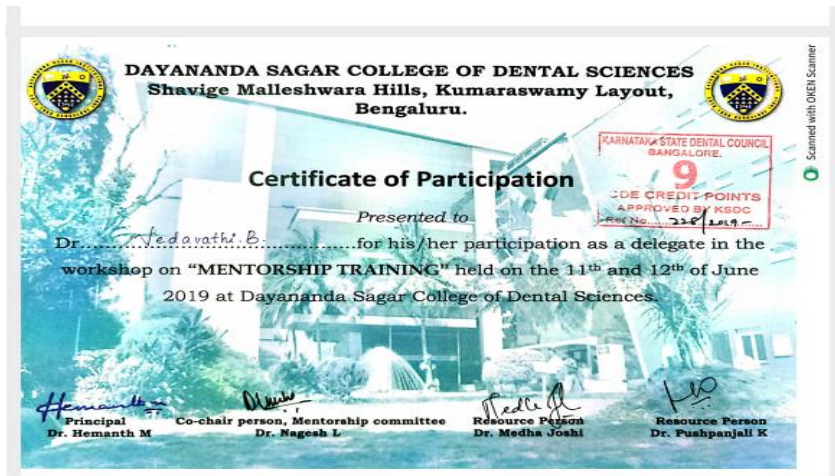 DAYANANDA SAGAR COLLEGE OF DENTAL SCIENCES
Shavige Malleshwara Hills, Kumaraswamy Layout,
Bengaluru.
KARNATAKA STATE DENTAL COUNCIL
BANGALORE.
9
CDE CREDIT POINTS
APPROVED BY KSDC
Ref No....228/2019-
Certificate of Participation
Presented to
Dr.....Vedavathi.B.....for his/her participation as a delegate in the
workshop on "MENTORSHIP TRAINING" held on the 11th and 12th of June
2019 at Dayananda Sagar College of Dental Sciences.
Principal
Dr. Hemanth M
Co-chair person, Mentorship committee
Dr. Nagesh L
Resource Person
Dr. Medha Joshi
Resource Person
Dr. Pushpanjali K
Scanned with OKEN Scanner